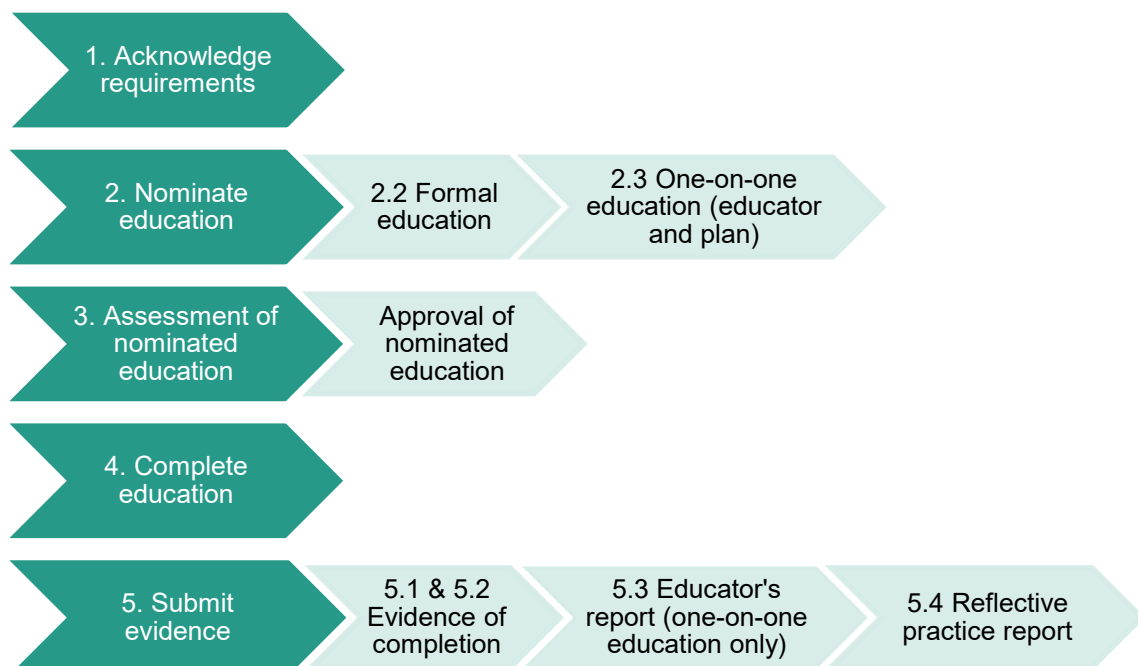 1. Acknowledge
requirements
2. Nominate
education
2.2 Formal
education
2.3 One-on-one
education (educator
and plan)
3. Assessment of
nominated
education
Approval of
nominated
education
4. Complete
education
5. Submit
evidence
5.1 & 5.2
Evidence of
completion
5.3 Educator's
report (one-on-one
education only)
5.4 Reflective
practice report